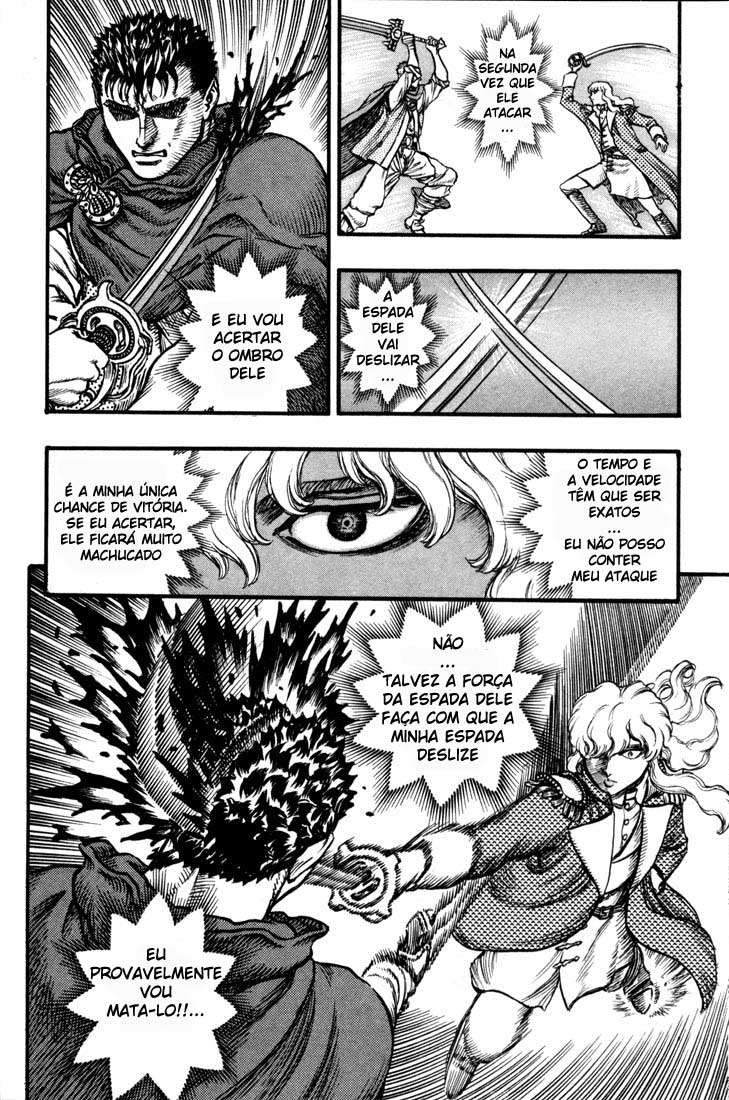 NA
SEGUNDA
VEZ QUE
ELE
ATACAR
...
A
ESPADA
DELE
VAI
DESLIZAR
...
E EU VOU
ACERTAR
O OMBRO
DELE
O TEMPO E
A VELOCIDADE
TÊM QUE SER
EXATOS
...
EU NÃO POSSO
CONTER
MEU ATAQUE
É A MINHA ÚNICA
CHANCE DE VITÓRIA.
SE EU ACERTAR,
ELE FICARÁ MUITO
MACHUCADO
NÃO
...
TALVEZ A FORÇA
DA ESPADA DELE
FAÇA COM QUE A
MINHA ESPADA
DESLIZE
EU
PROVAVELMENTE
VOU
MATA-LO!!...